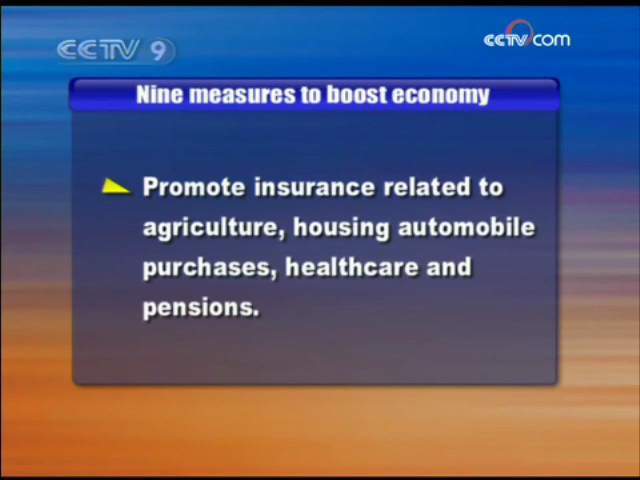 CCTV 9
CCTV.com
Nine measures to boost economy
Promote insurance related to
agriculture, housing automobile
purchases, healthcare and
pensions.